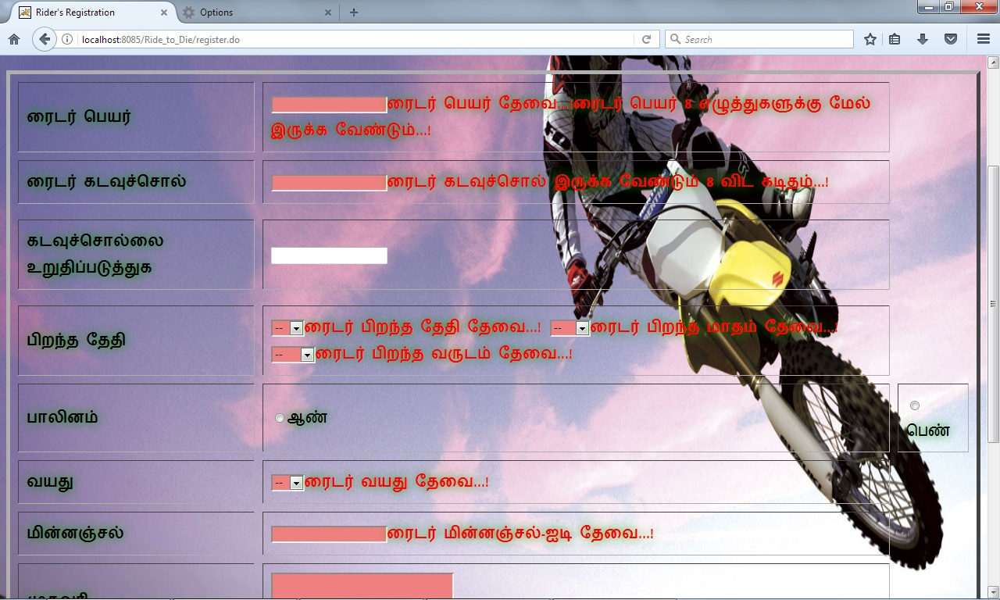 Rider's Registration
Options
localhost:8085/Ride_to_Die/register.do
Search
ரைடர் பெயர்
ரைடர் பெயர் தேவை...!ரைடர் பெயர் 8 எழுத்துகளுக்கு மேல்
இருக்க வேண்டும்...!
ரைடர் கடவுச்சொல்
ரைடர் கடவுச்சொல் இருக்க வேண்டும் 8 விட கடிதம்...!
கடவுச்சொல்லை
உறுதிப்படுத்துக
பிறந்த தேதி
-- ரைடர் பிறந்த தேதி தேவை...! -- ரைடர் பிறந்த மாதம் தேவை...!
-- ரைடர் பிறந்த வருடம் தேவை...!
பாலினம்
ஆண்
பெண்
வயது
-- ரைடர் வயது தேவை...!
மின்னஞ்சல்
ரைடர் மின்னஞ்சல்-ஐடி தேவை...!